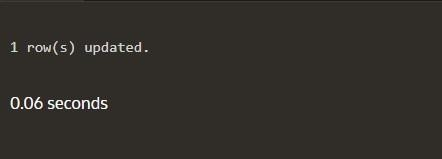 1 row(s) updated.
0.06 seconds